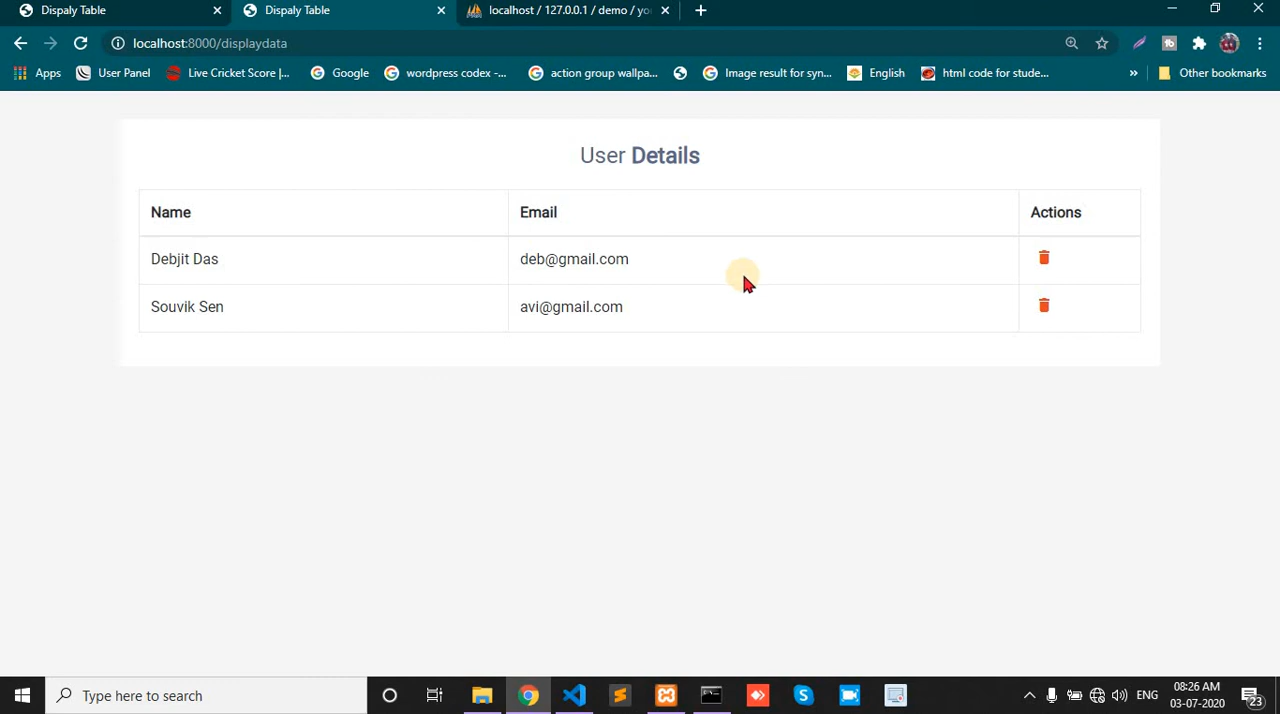 Dispaly Table
Dispaly Table
localhost / 127.0.0.1 / demo / yo
localhost:8000/displaydata
Apps
User Panel
Live Cricket Score |...
Google
wordpress codex -...
action group wallpa...
Image result for syn...
English
html code for stude...
»
Other bookmarks
User Details
Name Email Actions
Debjit Das deb@gmail.com
Souvik Sen avi@gmail.com
Type here to search
ENG
08:26 AM
03-07-2020
23